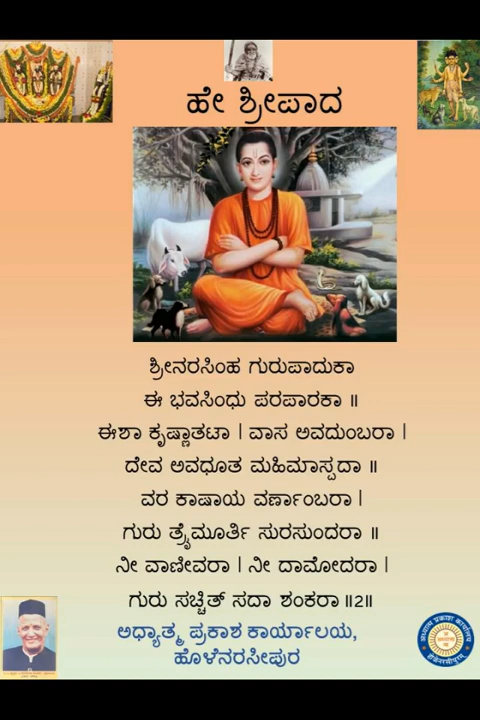 ಹೇ ಶ್ರೀಪಾದ
ಶ್ರೀನರಸಿಂಹ ಗುರುಪಾದುಕಾ
ಈ ಭವಸಿಂಧು ಪರಪಾರಕಾ ॥
ಈಶಾ ಕೃಷ್ಣಾತಟಾ | ವಾಸ ಅವದುಂಬರಾ |
ದೇವ ಅವಧೂತ ಮಹಿಮಾಸ್ಪದಾ ॥
ವರ ಕಾಷಾಯ ವರ್ಣಾಂಬರಾ |
ಗುರು ತ್ರೈಮೂರ್ತಿ ಸುರಸುಂದರಾ ॥
ನೀ ವಾಣೀವರಾ | ನೀ ದಾಮೋದರಾ |
ಗುರು ಸಚ್ಚಿತ್ ಸದಾ ಶಂಕರಾ ॥2॥
ಅಧ್ಯಾತ್ಮ ಪ್ರಕಾಶ ಕಾರ್ಯಾಲಯ,
ಹೊಳೆನರಸೀಪುರ